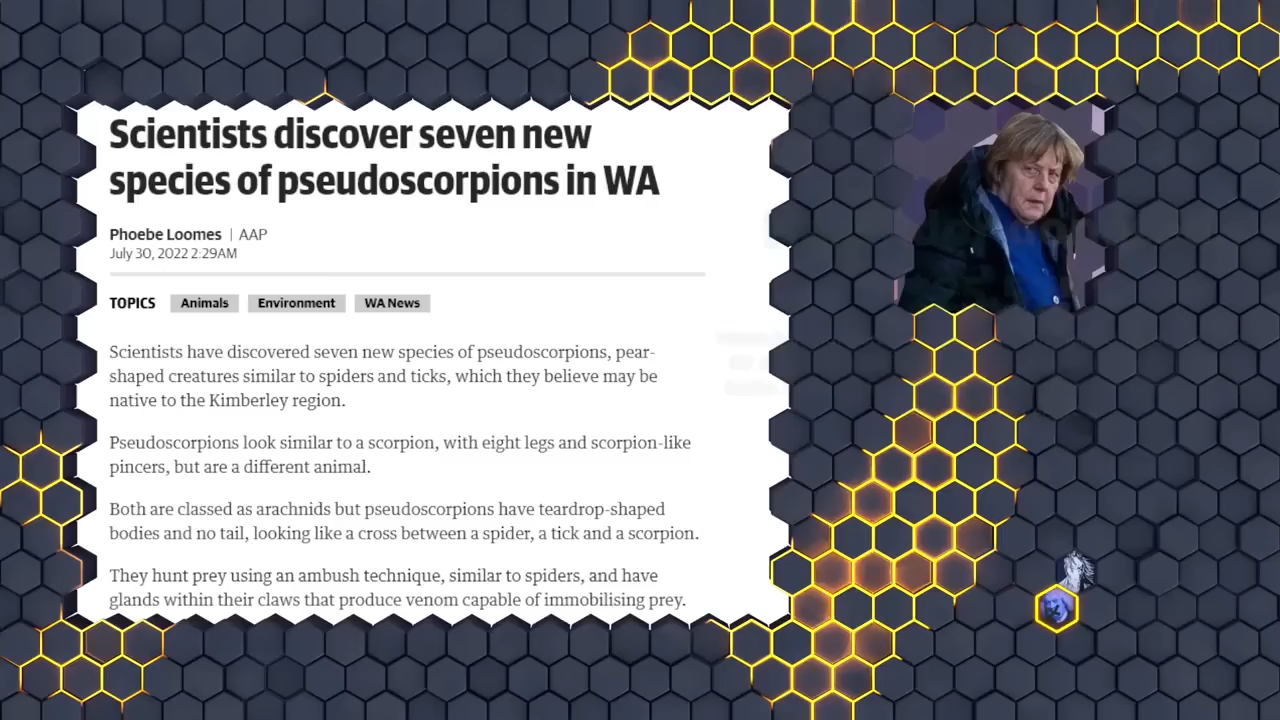 Scientists discover seven new
species of pseudoscorpions in WA
Phoebe Loomes | AAP
July 30, 2022 2:29AM
TOPICS Animals Environment WA News
Scientists have discovered seven new species of pseudoscorpions, pear-
shaped creatures similar to spiders and ticks, which they believe may be
native to the Kimberley region.
Pseudoscorpions look similar to a scorpion, with eight legs and scorpion-like
pincers, but are a different animal.
Both are classed as arachnids but pseudoscorpions have teardrop-shaped
bodies and no tail, looking like a cross between a spider, a tick and a scorpion.
They hunt prey using an ambush technique, similar to spiders, and have
glands within their claws that produce venom capable of immobilising prey.